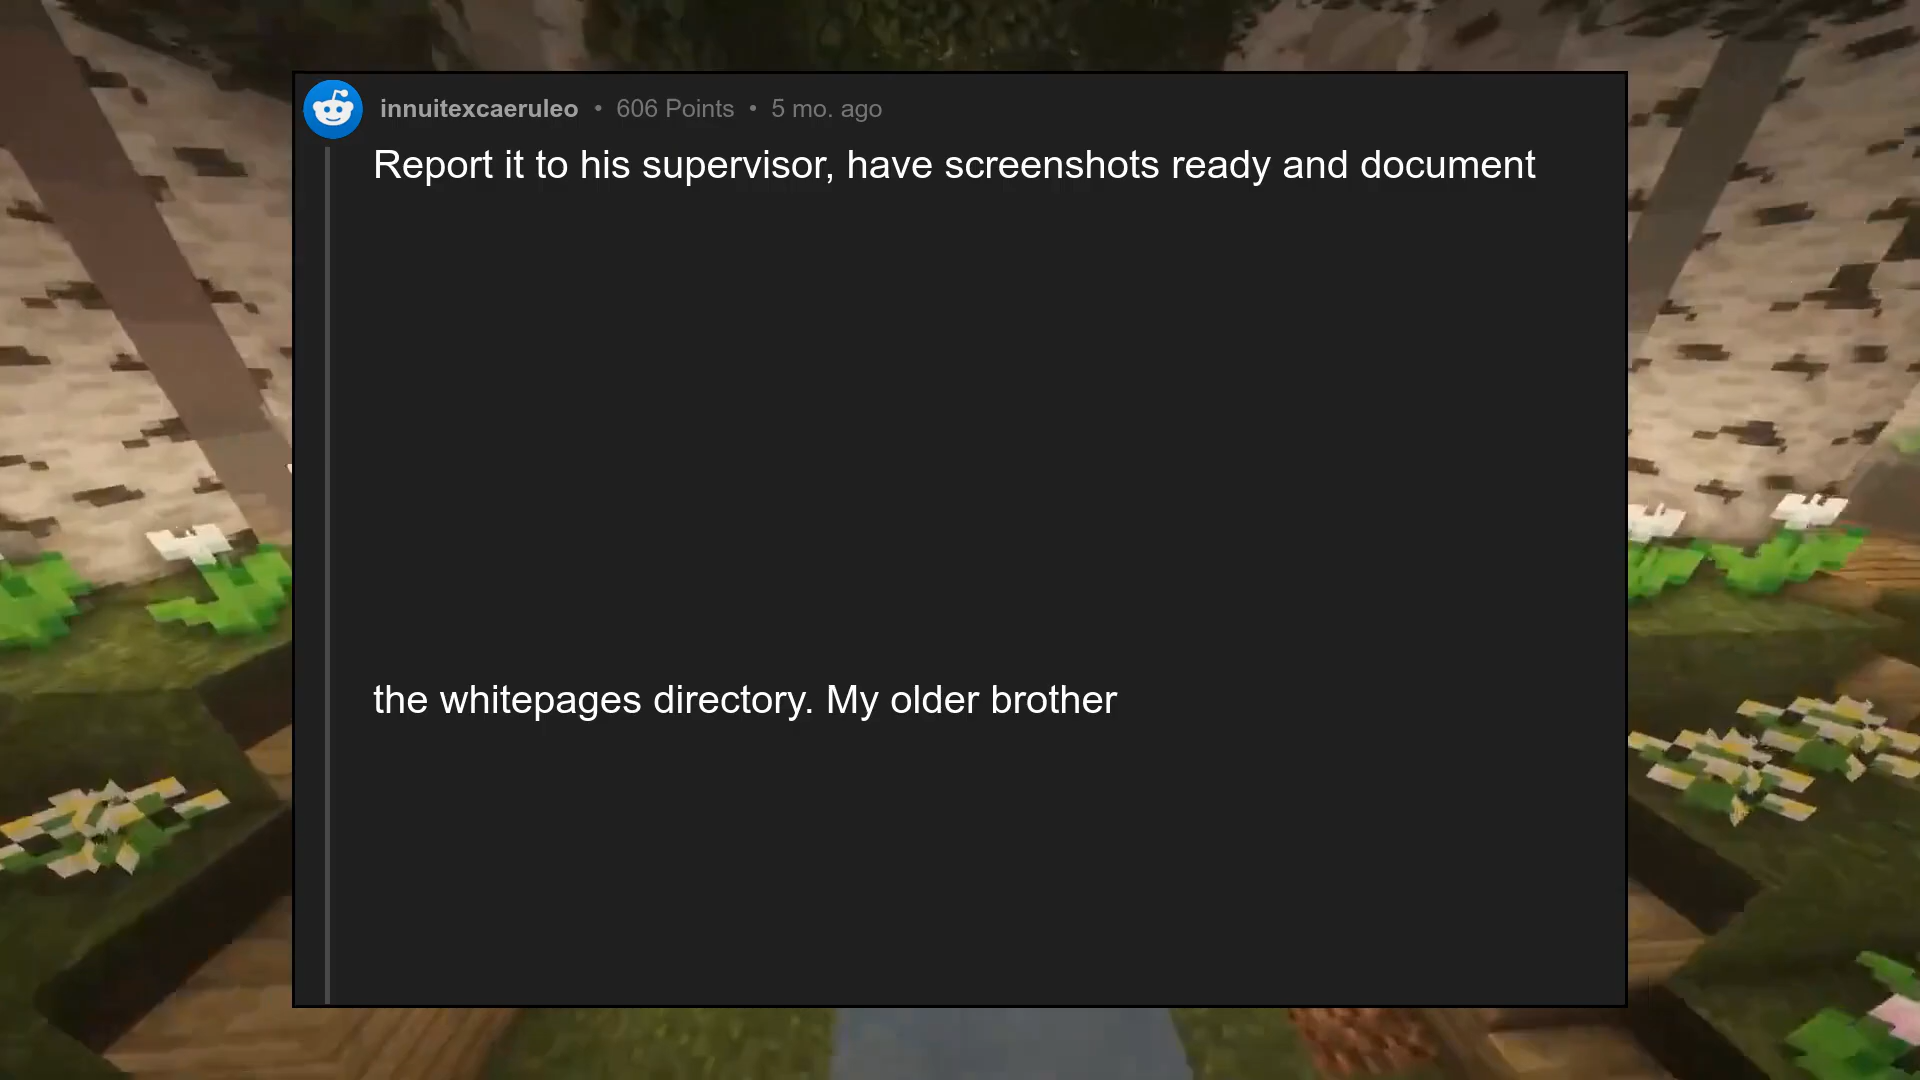 innuitexcaeruleo • 606 Points • 5 mo. ago
Report it to his supervisor, have screenshots ready and document
the whitepages directory. My older brother